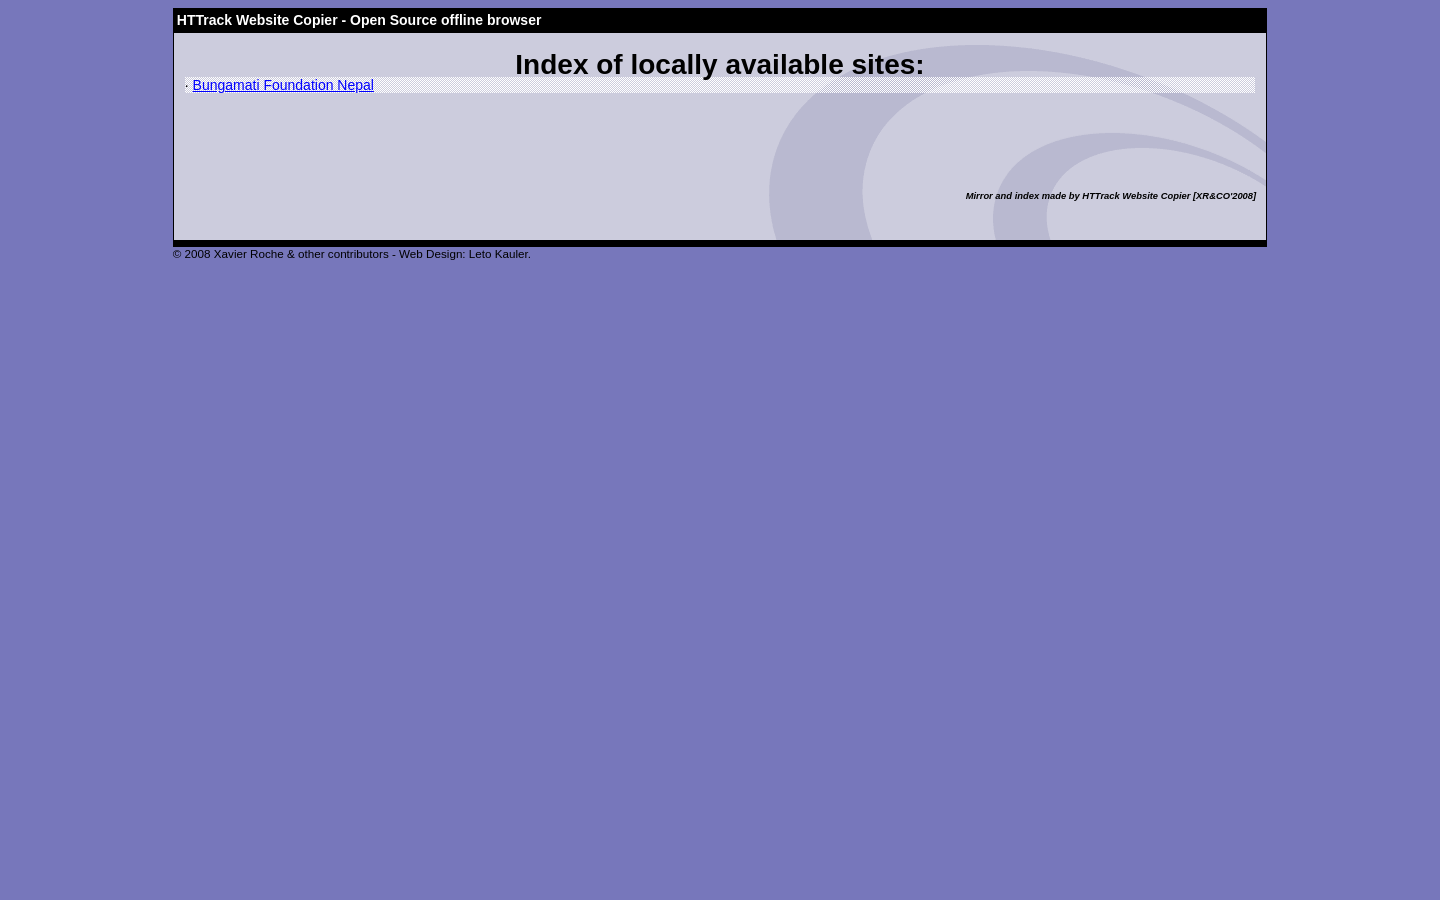 HTTrack Website Copier - Open Source offline browser
Index of locally available sites:
· Bungamati Foundation Nepal
Mirror and index made by HTTrack Website Copier [XR&CO'2008]
© 2008 Xavier Roche & other contributors - Web Design: Leto Kauler.